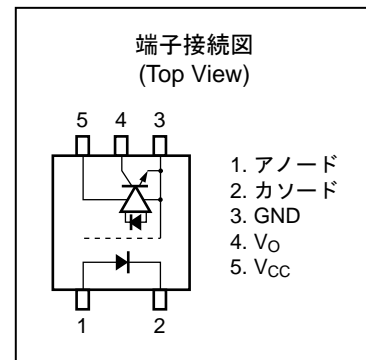 端子接続図
(Top View)
5 4 3
1 2
1. アノード
2. カソード
3. GND
4. VO
5. VCC